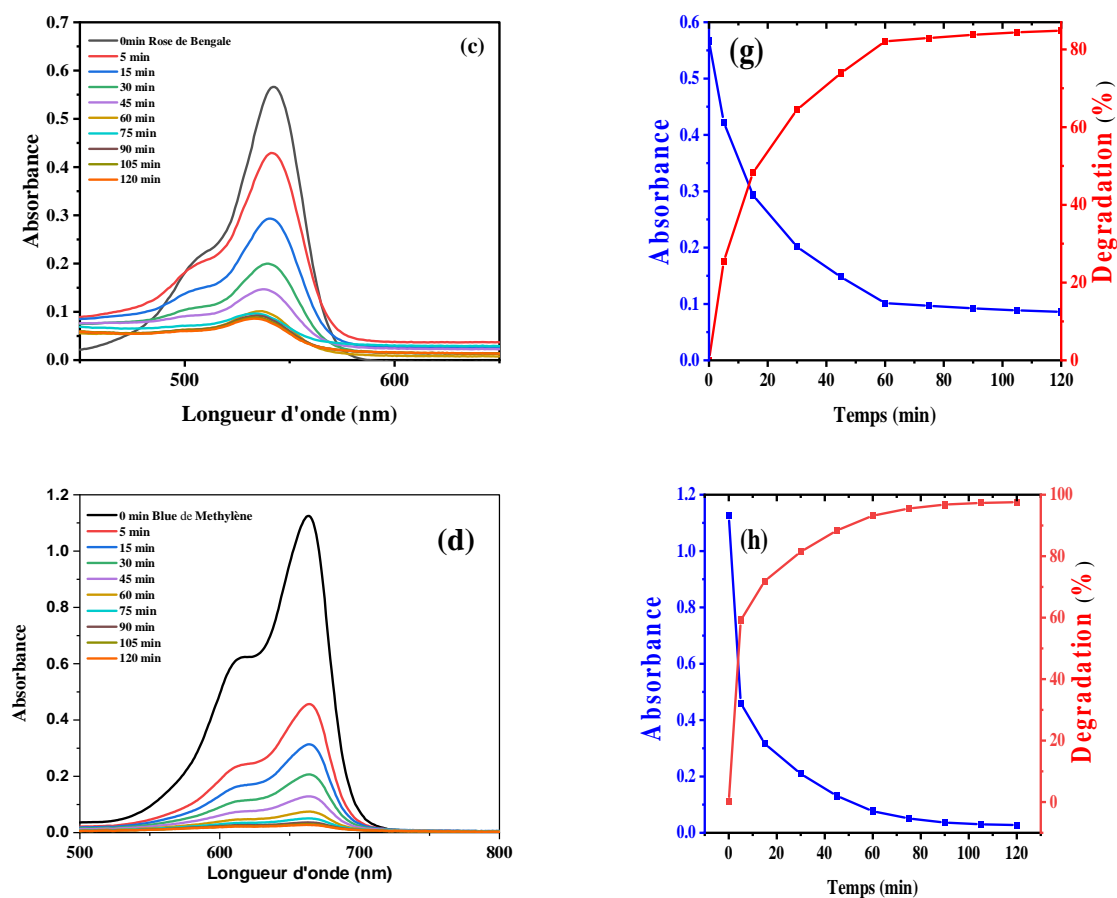 (c)
0min Rose de Bengale
5 min
15 min
30 min
45 min
60 min
75 min
90 min
105 min
120 min
0.7
0.6
0.5
0.4
0.3
0.2
0.1
0.0
Absorbance
500
600
Longueur d'onde (nm)
(g)
0.6
0.5
0.4
0.3
0.2
0.1
0.0
Absorbance
80
60
40
20
0
Degradation (%)
0
20
40
60
80
100
120
Temps (min)
(d)
0 min Blue de Methylène
5 min
15 min
30 min
45 min
60 min
75 min
90 min
105 min
120 min
1.2
1.0
0.8
0.6
0.4
0.2
0.0
Absorbance
500
600
700
800
Longueur d'onde (nm)
(h)
1.2
1.0
0.8
0.6
0.4
0.2
0.0
Absorbance
100
80
60
40
20
0
Degradation (%)
0
20
40
60
80
100
120
Temps (min)